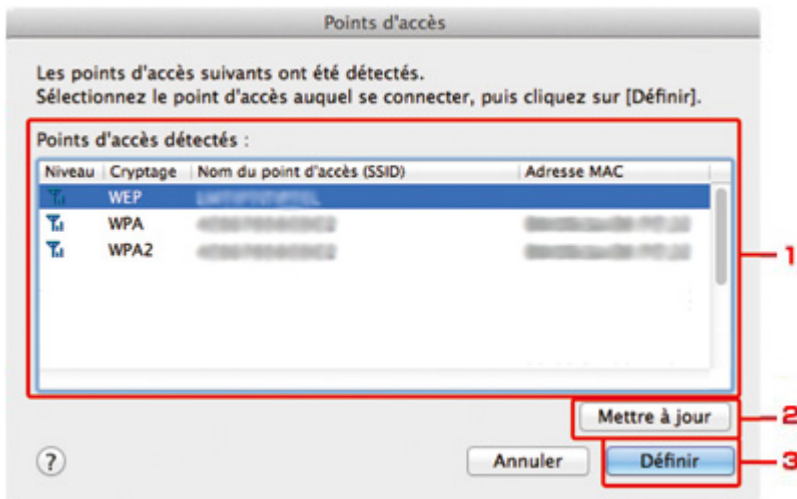 Points d'accès
Les points d'accès suivants ont été détectés.
Sélectionnez le point d'accès auquel se connecter, puis cliquez sur [Définir].
Points d'accès détectés :
Niveau Cryptage Nom du point d'accès (SSID) Adresse MAC
WEP
WPA
WPA2
1
Mettre à jour 2
? Annuler Définir 3